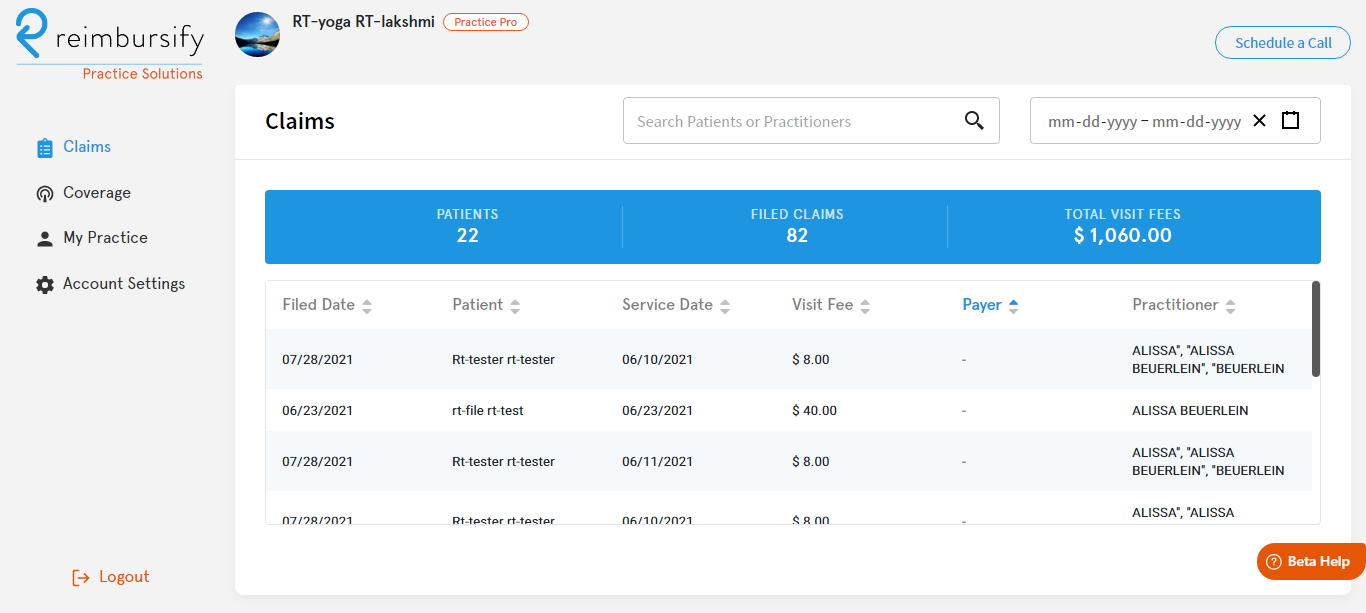 reimbursify
Practice Solutions
RT-yoga RT-lakshmi Practice Pro
Schedule a Call
Claims
Coverage
My Practice
Account Settings
Logout
Claims
Search Patients or Practitioners
mm-dd-yyyy – mm-dd-yyyy
PATIENTS
22
FILED CLAIMS
82
TOTAL VISIT FEES
$ 1,060.00
Filed Date Patient Service Date Visit Fee Payer Practitioner
07/28/2021 Rt-tester rt-tester 06/10/2021 $ 8.00 - ALISSA", "ALISSA
BEUERLEIN", "BEUERLEIN
06/23/2021 rt-file rt-test 06/23/2021 $ 40.00 - ALISSA BEUERLEIN
07/28/2021 Rt-tester rt-tester 06/11/2021 $ 8.00 - ALISSA", "ALISSA
BEUERLEIN", "BEUERLEIN
07/28/2021 Rt-tester rt-tester 06/10/2021 $ 8.00 - ALISSA", "ALISSA
Beta Help